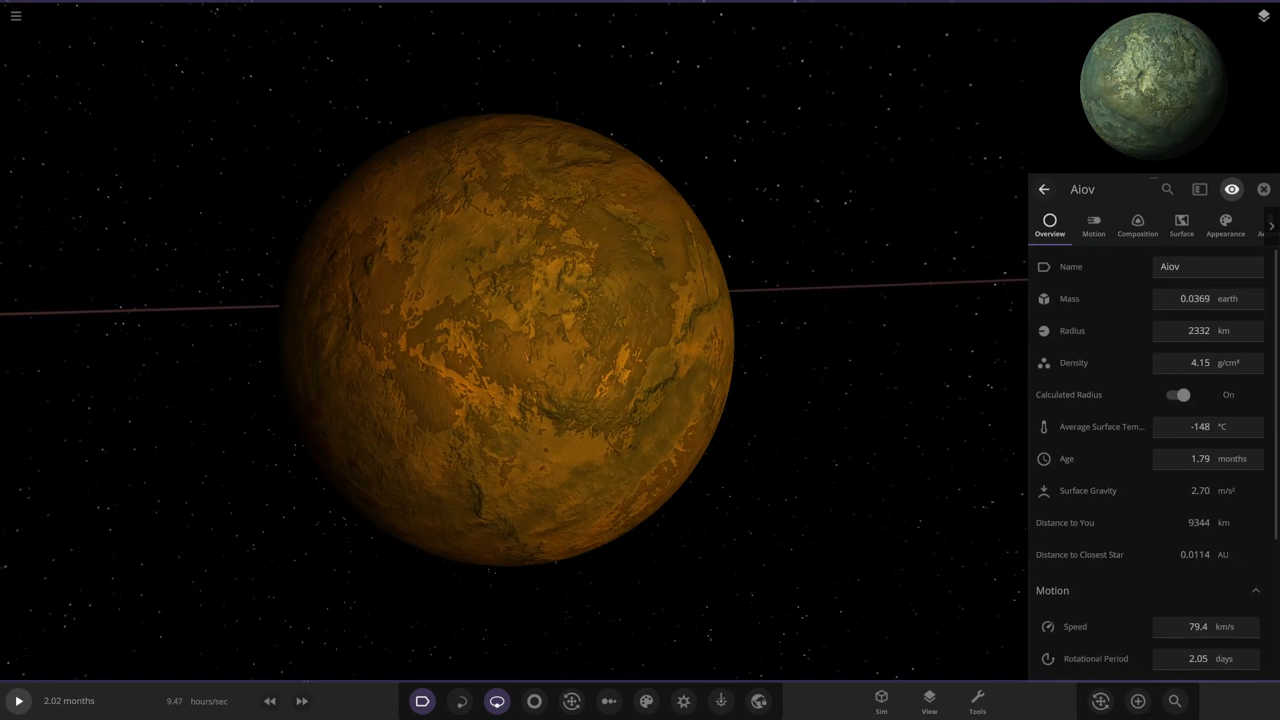 Aiov
Overview
Motion
Composition
Surface
Appearance
Name Aiov
Mass 0.0369 earth
Radius 2332 km
Density 4.15 g/cm³
Calculated Radius On
Average Surface Tem... -148 °C
Age 1.79 months
Surface Gravity 2.70 m/s²
Distance to You 9344 km
Distance to Closest Star 0.0114 AU
Motion
Speed 79.4 km/s
Rotational Period 2.05 days
2.02 months 9.47 hours/sec Sim View Tools